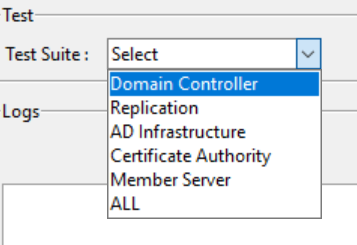 Test
Test Suite : Select
Domain Controller
Replication
Logs
AD Infrastructure
Certificate Authority
Member Server
ALL